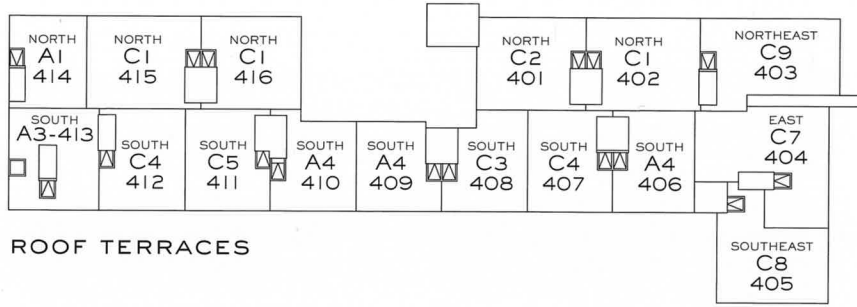 NORTH
A1
414
NORTH
C1
415
NORTH
C1
416
NORTH
C2
401
NORTH
C1
402
NORTHEAST
C9
403
SOUTH
A3-413
SOUTH
C4
412
SOUTH
C5
411
SOUTH
A4
410
SOUTH
A4
409
SOUTH
C3
408
SOUTH
C4
407
SOUTH
A4
406
EAST
C7
404
SOUTHEAST
C8
405
ROOF TERRACES